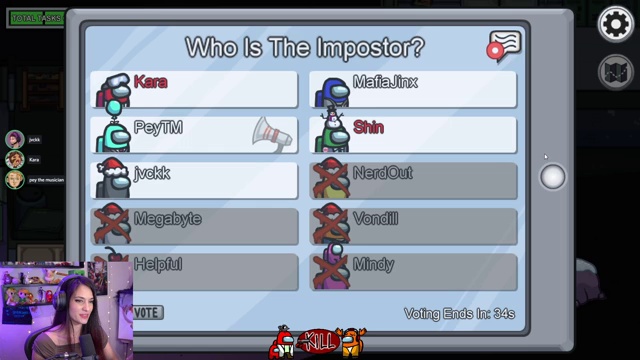 TOTAL TASKS
Who Is The Impostor?
Kara
MafiaJinx
PeyTM
Shin
jvckk
NerdOut
Megabyte
Vondill
Helpful
Mindy
jvckk
Kara
pey the musician
VOTE
Voting Ends In: 34s
KILL